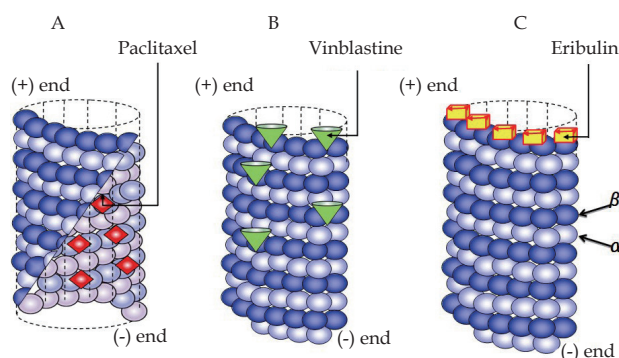 A
B
C
Paclitaxel
Vinblastine
Eribulin
(+) end
(+) end
(+) end
β
α
(-) end
(-) end
(-) end